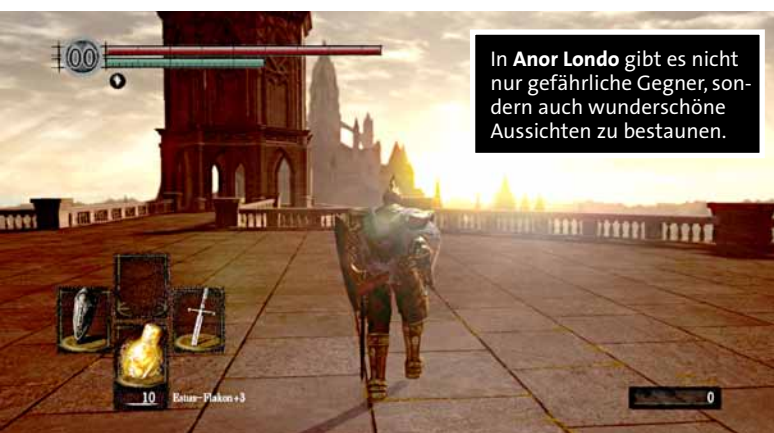 00
In Anor Londo gibt es nicht
nur gefährliche Gegner, son-
dern auch wunderschöne
Aussichten zu bestaunen.
10 Estus-Flakon+3
0